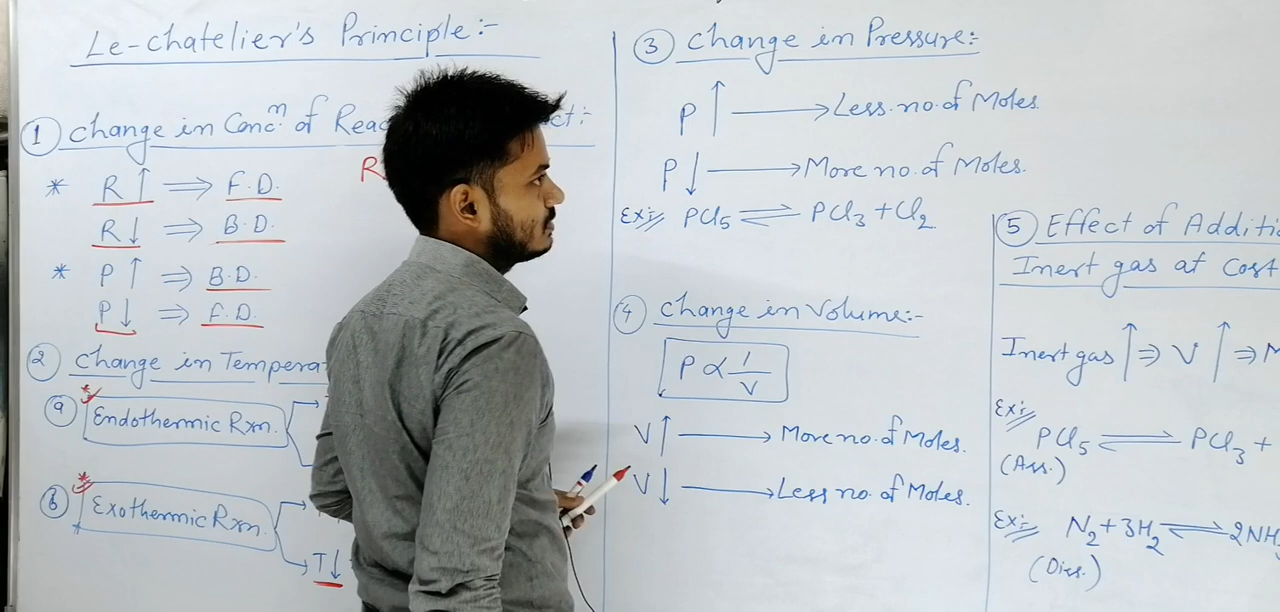 Le-chatelier's Principle:-
① Change in Concⁿ. of Reac ct:-
* R ↑ ⇒ F.D.
R ↓ ⇒ B.D.
* P ↑ ⇒ B.D.
P ↓ ⇒ F.D.
R
② Change in Tempera
ⓐ Endothermic Rxn.
ⓑ Exothermic Rxn.
T↓
③ Change in Pressure:-
P ↑ → Less. no. of Moles.
P ↓ → More no. of Moles.
Ex:- PCl₅ ⇌ PCl₃ + Cl₂
④ Change in Volume:-
P ∝ 1/V
V ↑ → More no. of Moles.
V ↓ → Less no. of Moles.
⑤ Effect of Additi
Inert gas at Cost
Inert gas ↑ ⇒ V ↑ ⇒ M
Ex:-
PCl₅ ⇌ PCl₃ +
(Ass.)
Ex:- N₂ + 3H₂ ⇌ 2NH₃
(Diss.)